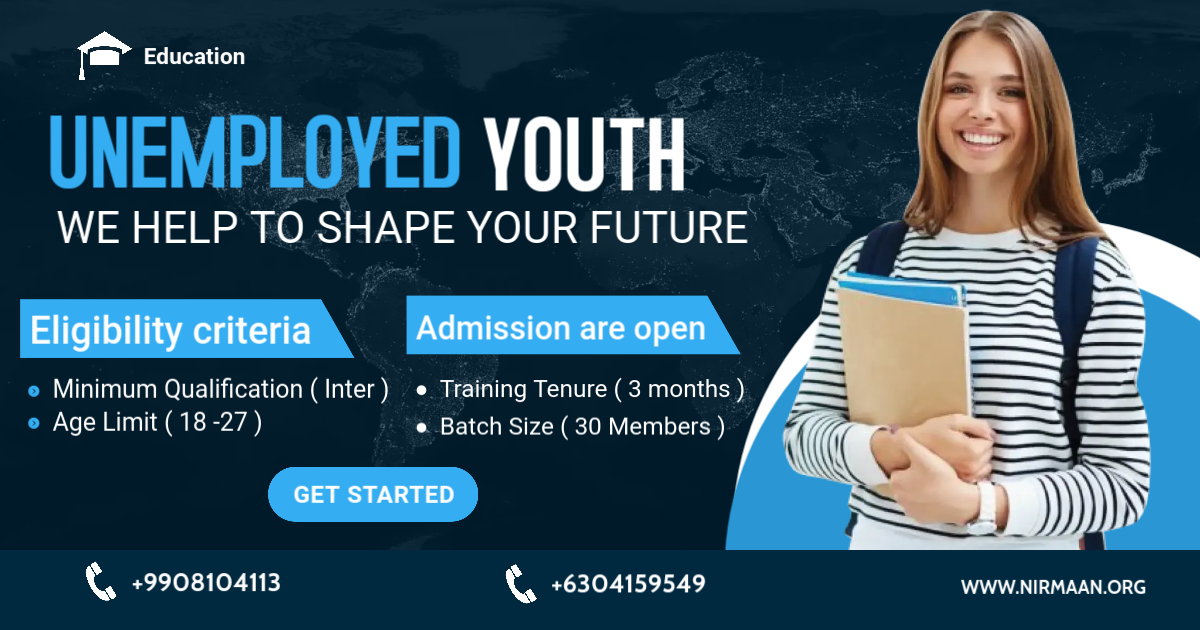 Education
UNEMPLOYED YOUTH
WE HELP TO SHAPE YOUR FUTURE
Eligibility criteria
Minimum Qualification ( Inter )
Age Limit ( 18 -27 )
Admission are open
Training Tenure ( 3 months )
Batch Size ( 30 Members )
GET STARTED
+9908104113
+6304159549
WWW.NIRMAAN.ORG